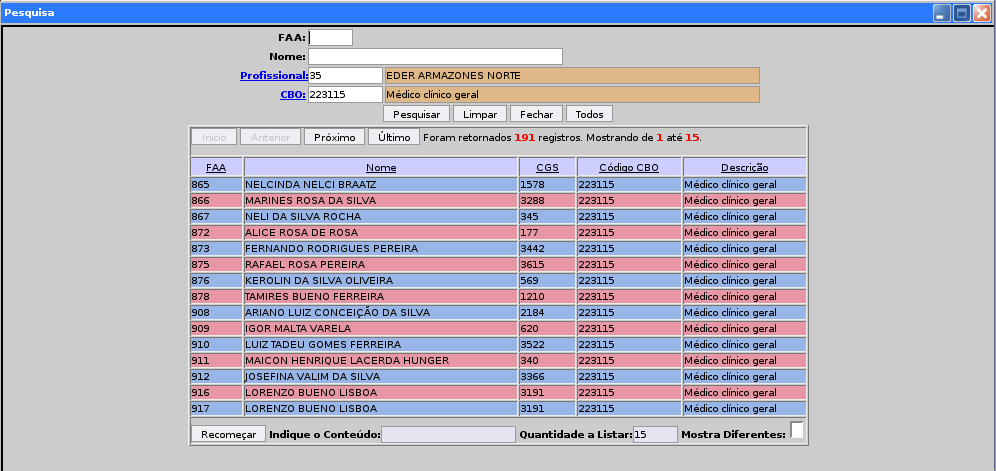 Pesquisa
FAA:
Nome:
Profissional: 35 EDER ARMAZONES NORTE
CBO: 223115 Médico clínico geral
Pesquisar Limpar Fechar Todos
Início Anterior Próximo Último Foram retornados 191 registros. Mostrando de 1 até 15.
FAA Nome CGS Código CBO Descrição
865 NELCINDA NELCI BRAATZ 1578 223115 Médico clínico geral
866 MARINES ROSA DA SILVA 3288 223115 Médico clínico geral
867 NELI DA SILVA ROCHA 345 223115 Médico clínico geral
872 ALICE ROSA DE ROSA 177 223115 Médico clínico geral
873 FERNANDO RODRIGUES PEREIRA 3442 223115 Médico clínico geral
875 RAFAEL ROSA PEREIRA 3615 223115 Médico clínico geral
876 KEROLIN DA SILVA OLIVEIRA 569 223115 Médico clínico geral
878 TAMIRES BUENO FERREIRA 1210 223115 Médico clínico geral
908 ARIANO LUIZ CONCEIÇÃO DA SILVA 2184 223115 Médico clínico geral
909 IGOR MALTA VARELA 620 223115 Médico clínico geral
910 LUIZ TADEU GOMES FERREIRA 3522 223115 Médico clínico geral
911 MAICON HENRIQUE LACERDA HUNGER 340 223115 Médico clínico geral
912 JOSEFINA VALIM DA SILVA 3366 223115 Médico clínico geral
916 LORENZO BUENO LISBOA 3191 223115 Médico clínico geral
917 LORENZO BUENO LISBOA 3191 223115 Médico clínico geral
Recomeçar Indique o Conteúdo: Quantidade a Listar: 15 Mostra Diferentes: